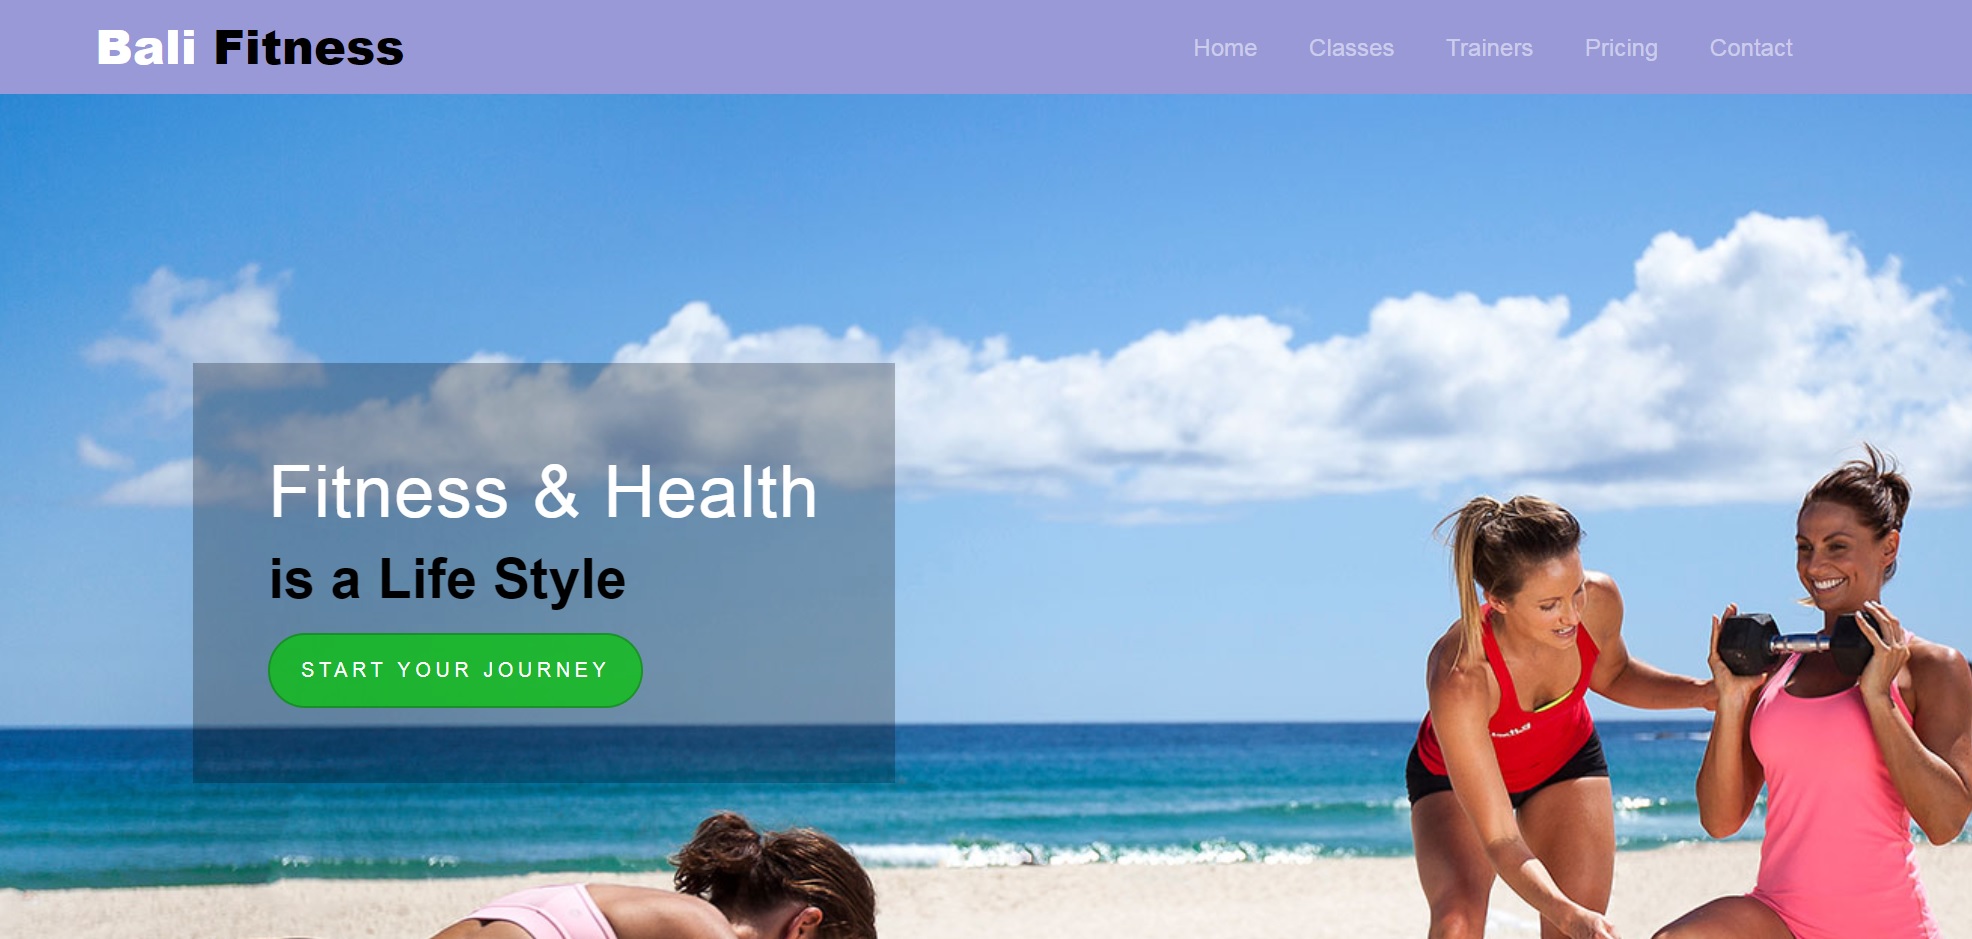 Bali Fitness
Home Classes Trainers Pricing Contact
Fitness & Health
is a Life Style
START YOUR JOURNEY